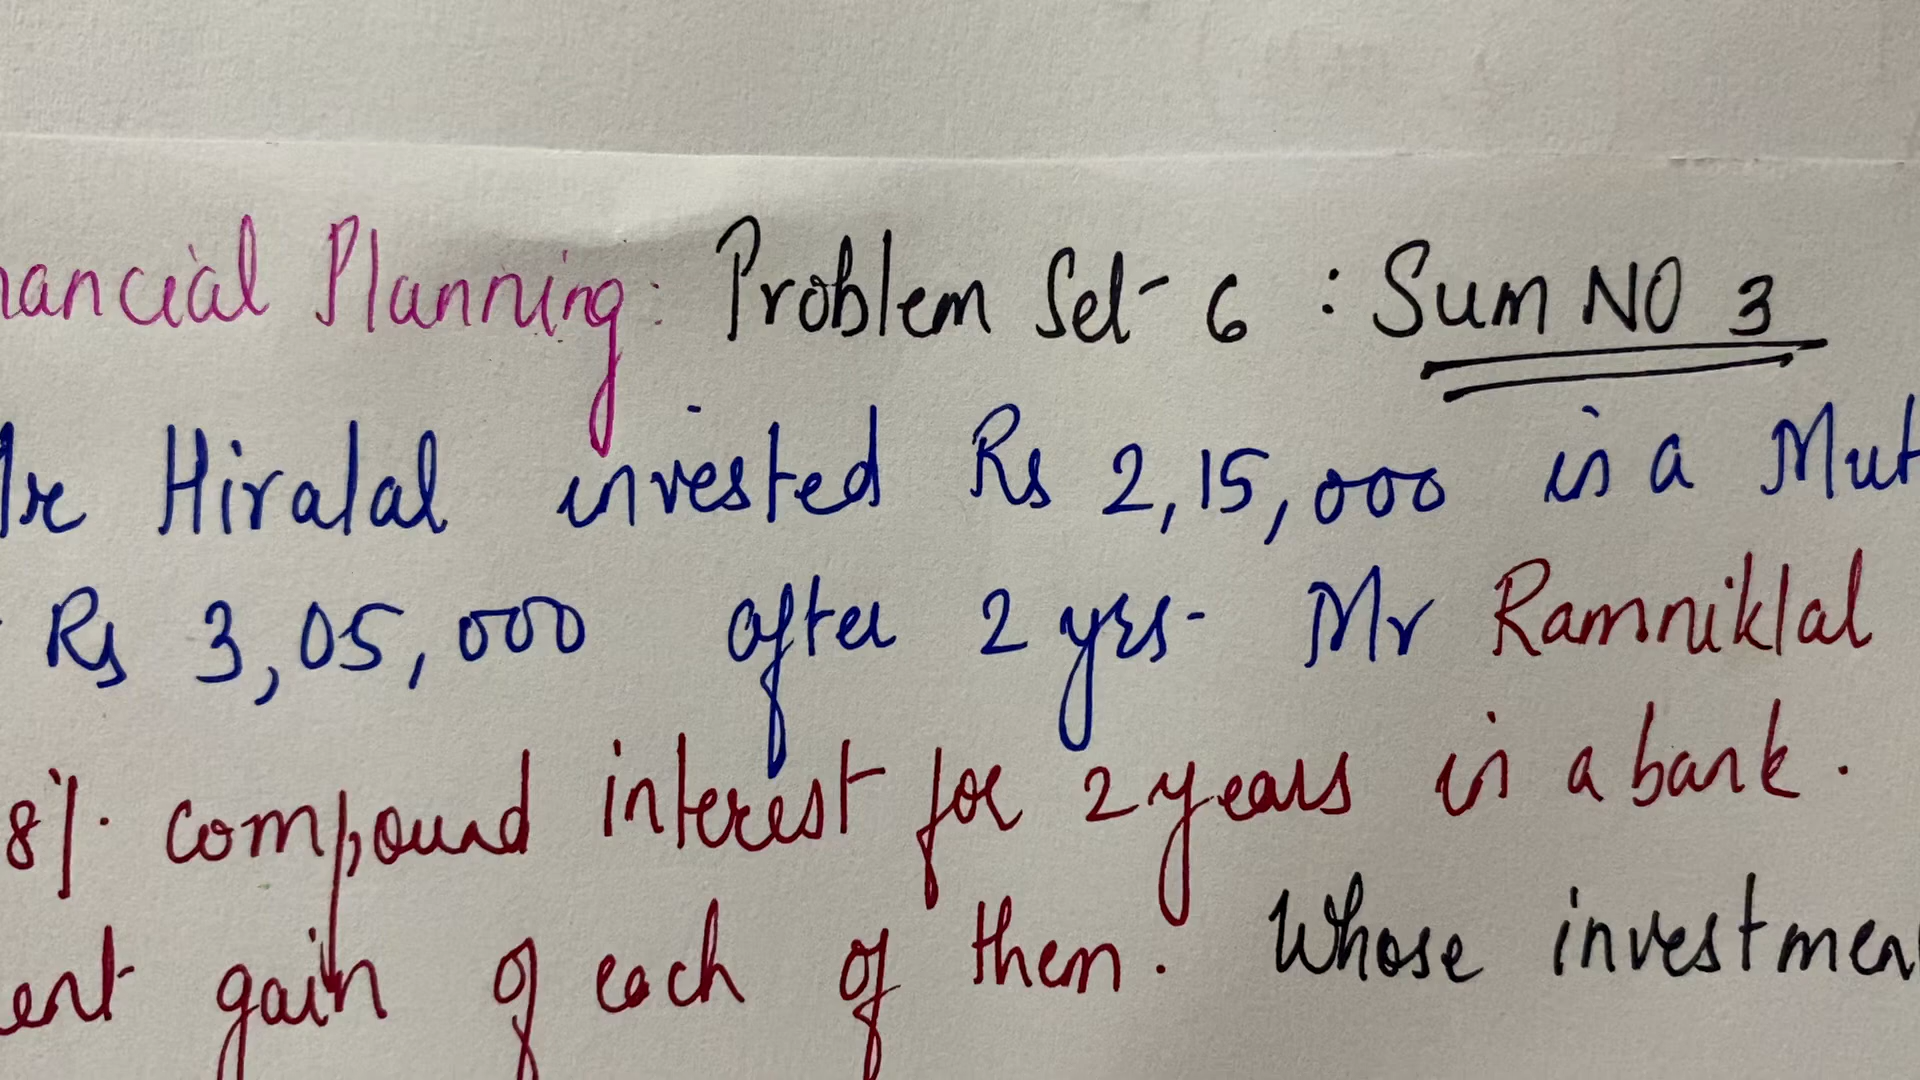 nancial Planning: Problem Set- 6 : Sum NO 3
Mr Hiralal invested Rs 2,15,000 in a Mut
Rs 3,05,000 after 2 yrs- Mr Ramniklal
8%. compound interest for 2 years in a bank.
ent gain of each of them. Whose investmen